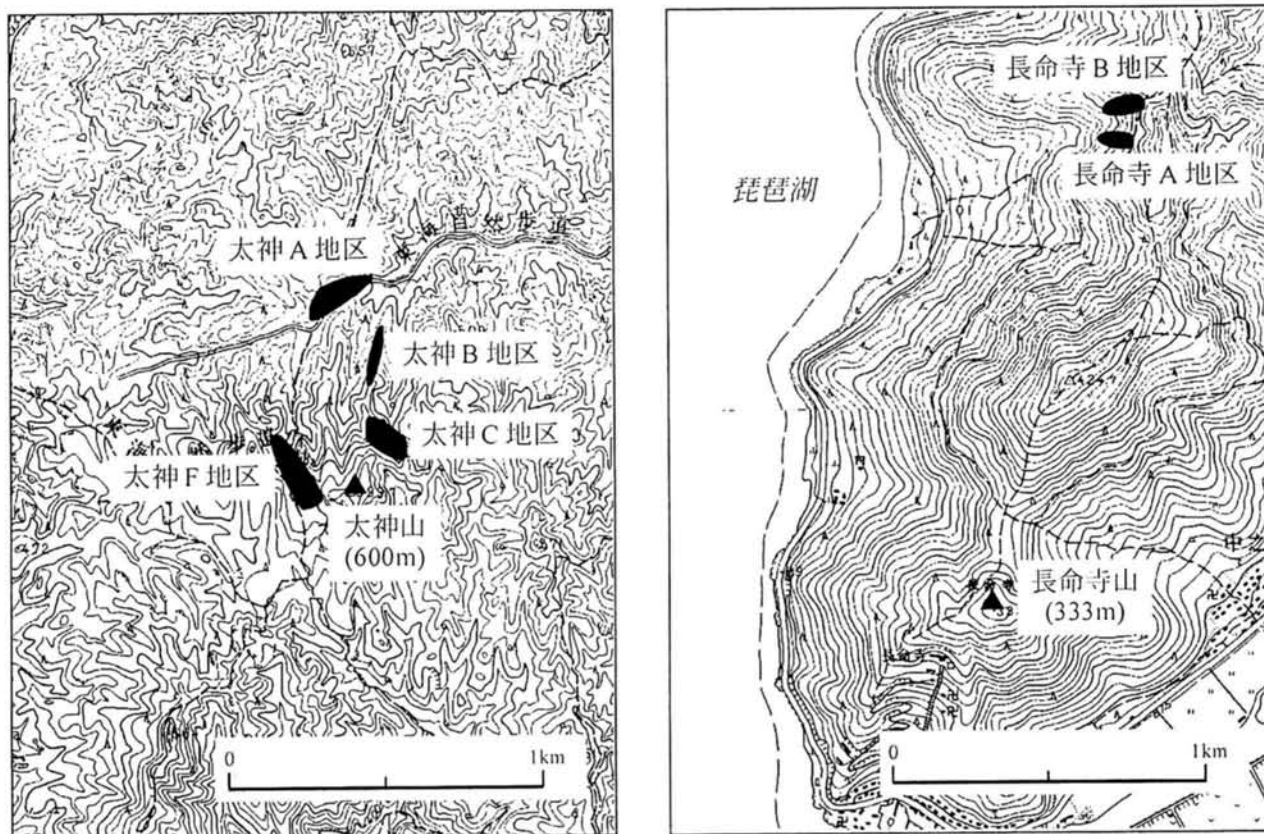 太神A地区
太神B地区
太神C地区
太神F地区
太神山
(600m)
0
1km
長命寺B地区
長命寺A地区
琵琶湖
長命寺山
(333m)
0
1km